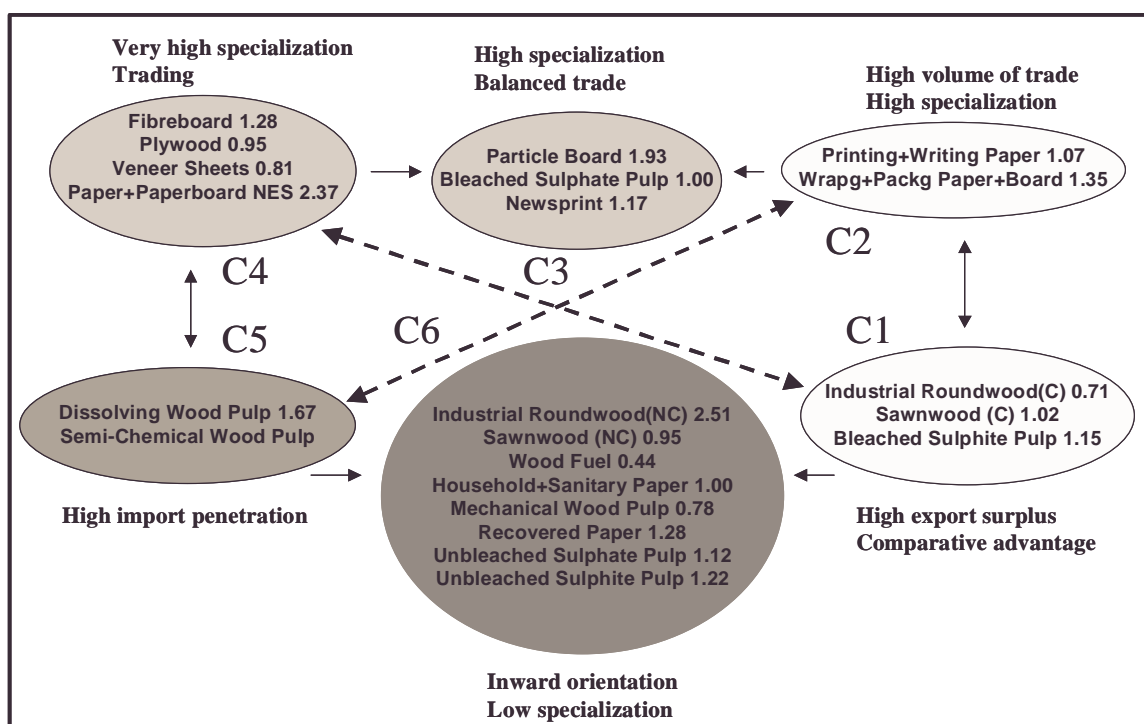 Very high specialization
Trading
High specialization
Balanced trade
High volume of trade
High specialization
Fibreboard 1.28
Plywood 0.95
Veneer Sheets 0.81
Paper+Paperboard NES 2.37
Particle Board 1.93
Bleached Sulphate Pulp 1.00
Newsprint 1.17
Printing+Writing Paper 1.07
Wrapg+Packg Paper+Board 1.35
C4
C3
C2
C5
C6
C1
Dissolving Wood Pulp 1.67
Semi-Chemical Wood Pulp
Industrial Roundwood(NC) 2.51
Sawnwood (NC) 0.95
Wood Fuel 0.44
Household+Sanitary Paper 1.00
Mechanical Wood Pulp 0.78
Recovered Paper 1.28
Unbleached Sulphate Pulp 1.12
Unbleached Sulphite Pulp 1.22
Industrial Roundwood(C) 0.71
Sawnwood (C) 1.02
Bleached Sulphite Pulp 1.15
High import penetration
High export surplus
Comparative advantage
Inward orientation
Low specialization